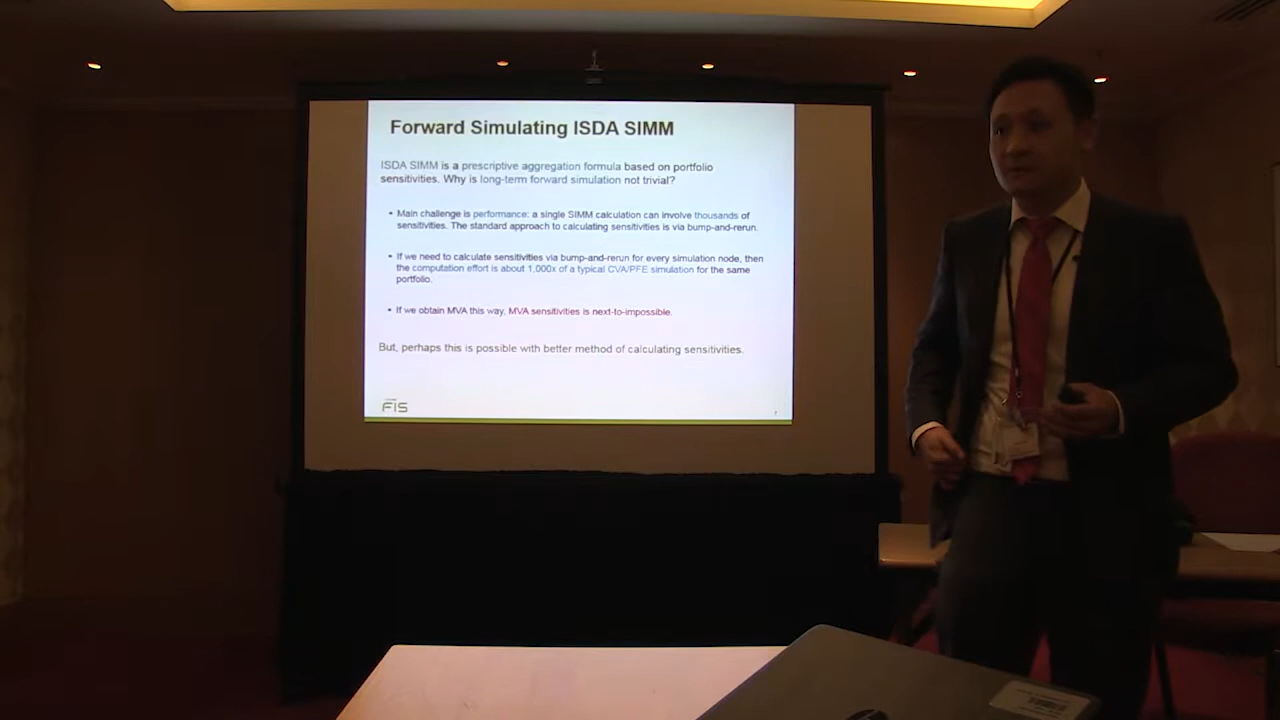 Forward Simulating ISDA SIMM
ISDA SIMM is a prescriptive aggregation formula based on portfolio
sensitivities. Why is long-term forward simulation not trivial?
• Main challenge is performance: a single SIMM calculation can involve thousands of
sensitivities. The standard approach to calculating sensitivities is via bump-and-rerun.
• If we need to calculate sensitivities via bump-and-rerun for every simulation node, then
the computation effort is about 1,000x of a typical CVA/PFE simulation for the same
portfolio.
• If we obtain MVA this way, MVA sensitivities is next-to-impossible.
But, perhaps this is possible with better method of calculating sensitivities.
FIS
7